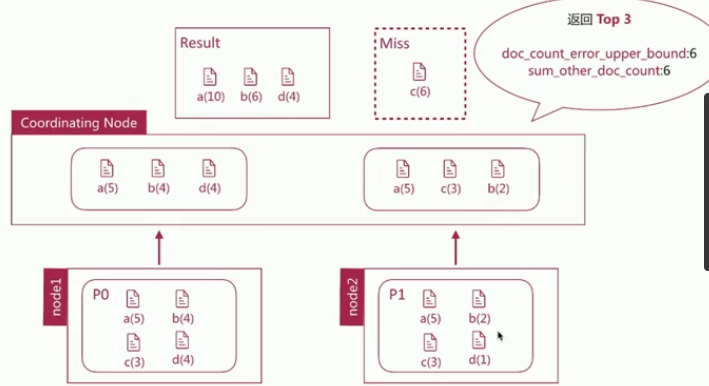 返回 Top 3
doc_count_error_upper_bound:6
sum_other_doc_count:6
Result
a(10) b(6) d(4)
Miss
c(6)
Coordinating Node
a(5) b(4) d(4)
a(5) c(3) b(2)
node1
P0
a(5) b(4)
c(3) d(4)
node2
P1
a(5) b(2)
c(3) d(1)